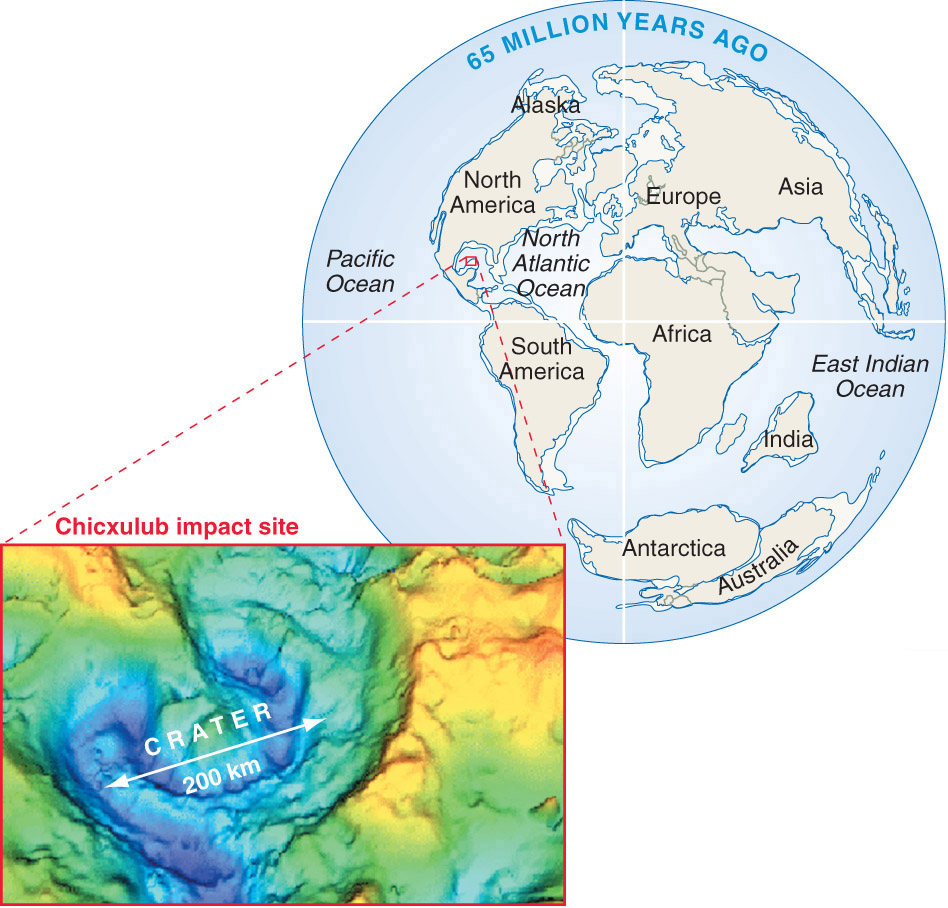 65 MILLION YEARS AGO
Alaska
North
America
Europe
Asia
North
Atlantic
Ocean
Pacific
Ocean
South
America
Africa
East Indian
Ocean
India
Antarctica
Australia
Chicxulub impact site
CRATER
200 km